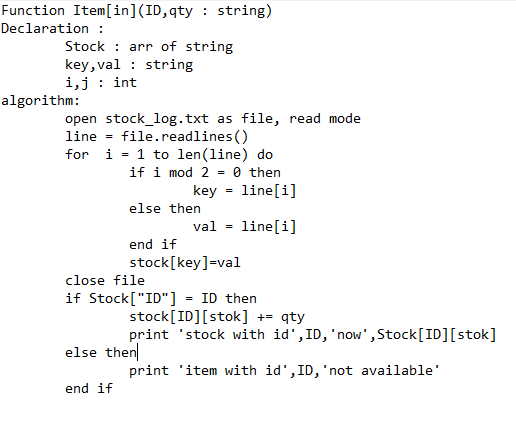 Function Item[in](ID,qty : string)
Declaration :
        Stock : arr of string
        key,val : string
        i,j : int
algorithm:
        open stock_log.txt as file, read mode
        line = file.readlines()
        for  i = 1 to len(line) do
                if i mod 2 = 0 then
                        key = line[i]
                else then
                        val = line[i]
                end if
                stock[key]=val
        close file
        if Stock["ID"] = ID then
                stock[ID][stok] += qty
                print 'stock with id',ID,'now',Stock[ID][stok]
        else then
                print 'item with id',ID,'not available'
        end if